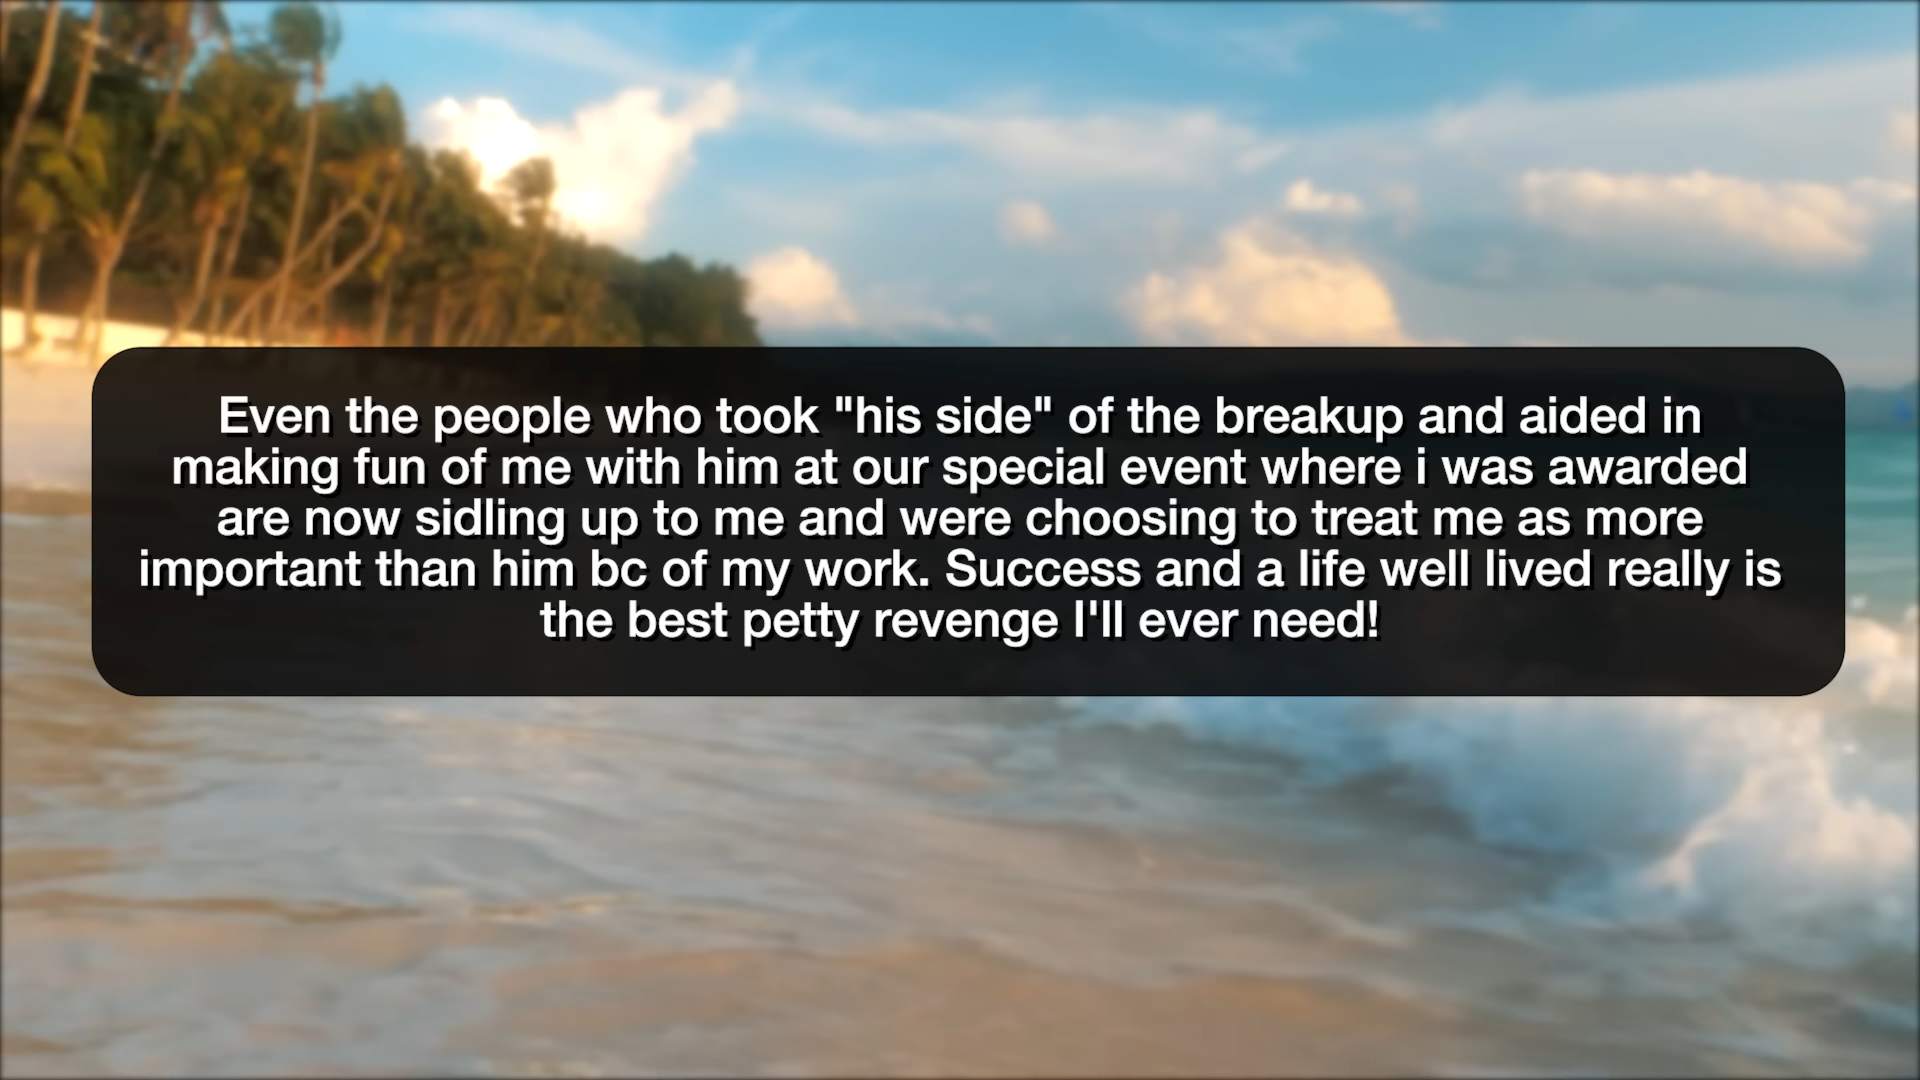 Even the people who took "his side" of the breakup and aided in
making fun of me with him at our special event where i was awarded
are now sidling up to me and were choosing to treat me as more
important than him bc of my work. Success and a life well lived really is
the best petty revenge I'll ever need!